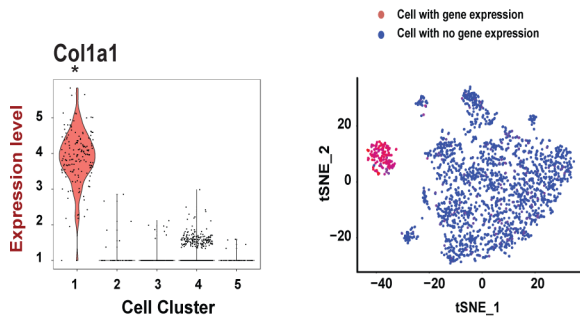 Cell with gene expression
Cell with no gene expression
Col1a1
*
Expression level
5
4
3
2
1
1 2 3 4 5
Cell Cluster
tSNE_2
20
0
−20
−40 −20 0 20
tSNE_1